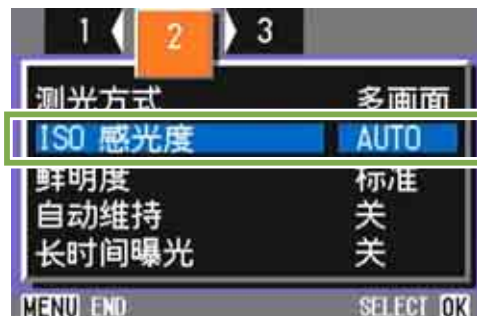 1 2 3
测光方式 多画面
ISO 感光度 AUTO
鲜明度 标准
自动维持 关
长时间曝光 关
MENU END SELECT OK